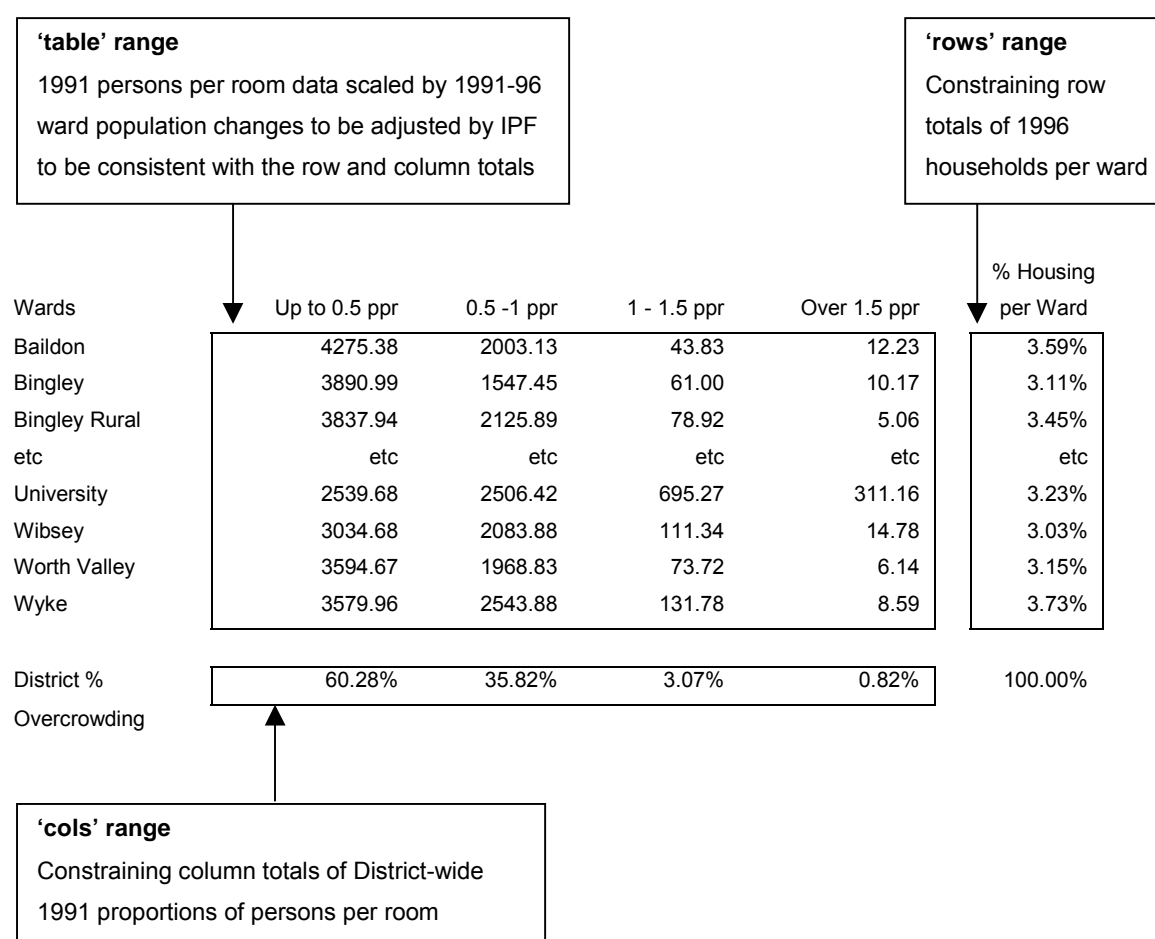 ‘table’ range
1991 persons per room data scaled by 1991-96
ward population changes to be adjusted by IPF
to be consistent with the row and column totals
‘rows’ range
Constraining row
totals of 1996
households per ward
% Housing
Wards Up to 0.5 ppr 0.5 -1 ppr 1 - 1.5 ppr Over 1.5 ppr per Ward
Baildon 4275.38 2003.13 43.83 12.23 3.59%
Bingley 3890.99 1547.45 61.00 10.17 3.11%
Bingley Rural 3837.94 2125.89 78.92 5.06 3.45%
etc etc etc etc etc etc
University 2539.68 2506.42 695.27 311.16 3.23%
Wibsey 3034.68 2083.88 111.34 14.78 3.03%
Worth Valley 3594.67 1968.83 73.72 6.14 3.15%
Wyke 3579.96 2543.88 131.78 8.59 3.73%
District % 60.28% 35.82% 3.07% 0.82% 100.00%
Overcrowding
‘cols’ range
Constraining column totals of District-wide
1991 proportions of persons per room